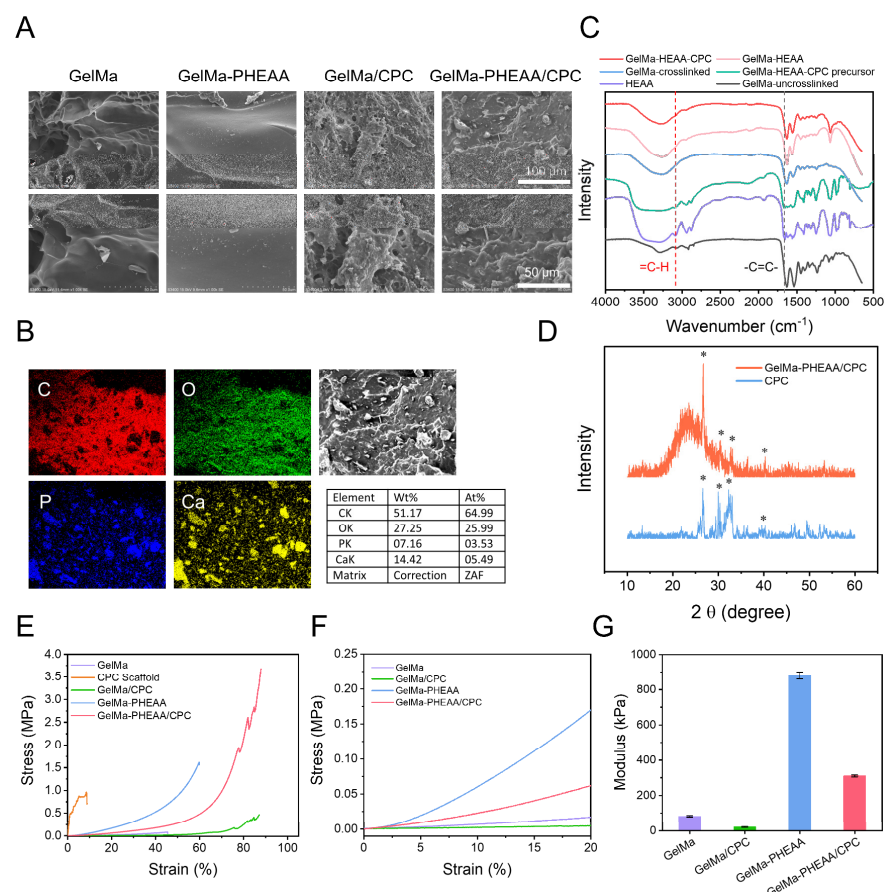 A
GelMa
GelMa-PHEAA
GelMa/CPC
GelMa-PHEAA/CPC
100 μm
50 μm
B
C
O
P
Ca
Element Wt% At%
CK 51.17 64.99
OK 27.25 25.99
PK 07.16 03.53
CaK 14.42 05.49
Matrix Correction ZAF
C
GelMa-HEAA-CPC
GelMa-crosslinked
HEAA
GelMa-HEAA
GelMa-HEAA-CPC precursor
GelMa-uncrosslinked
Intensity
=C-H
-C=C-
4000 3500 3000 2500 2000 1500 1000 500
Wavenumber (cm-1)
D
GelMa-PHEAA/CPC
CPC
Intensity
* * * *
* * * *
10 20 30 40 50 60
2 θ (degree)
E
Stress (MPa)
4.0
3.5
3.0
2.5
2.0
1.5
1.0
0.5
0.0
GelMa
CPC Scaffold
GelMa/CPC
GelMa-PHEAA
GelMa-PHEAA/CPC
0 20 40 60 80 100
Strain (%)
F
Stress (MPa)
0.25
0.20
0.15
0.10
0.05
0.00
GelMa
GelMa/CPC
GelMa-PHEAA
GelMa-PHEAA/CPC
0 5 10 15 20
Strain (%)
G
Modulus (kPa)
1000
800
600
400
200
0
GelMa
GelMa/CPC
GelMa-PHEAA
GelMa-PHEAA/CPC